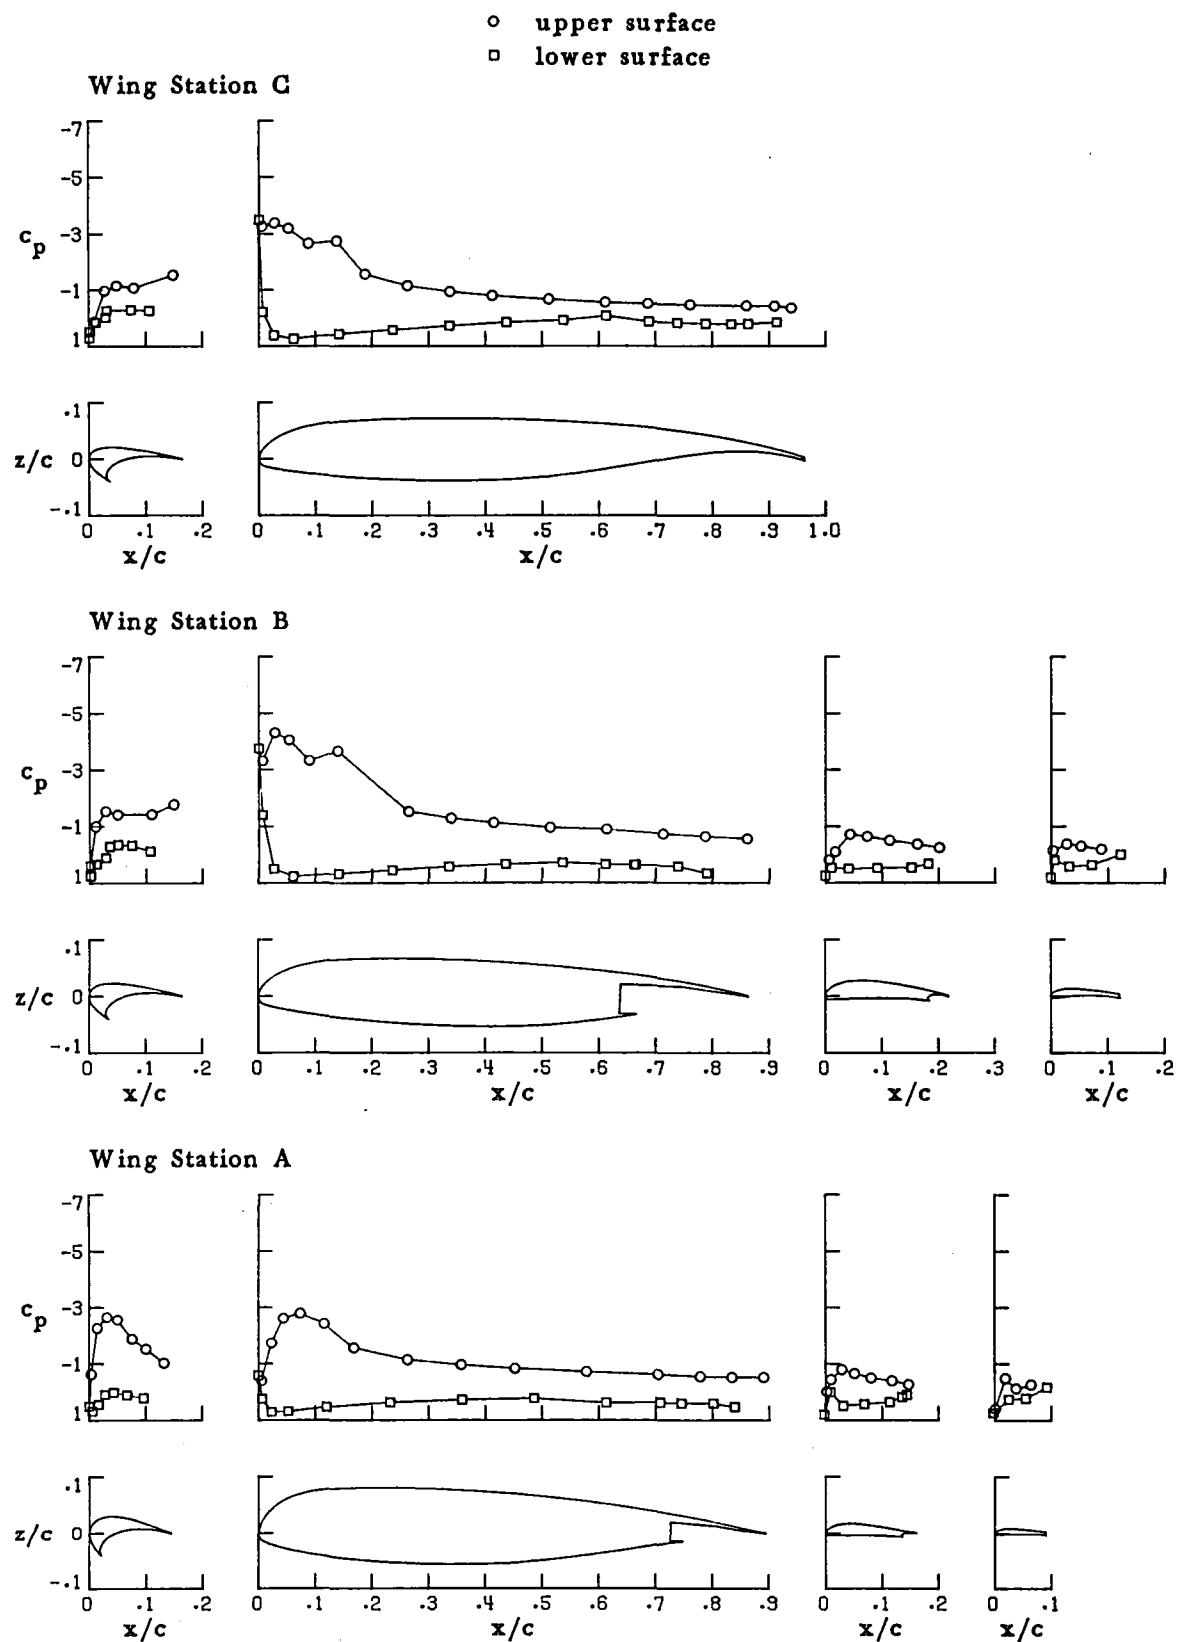 upper surface
lower surface
Wing Station C
-7
-5
c_p -3
-1
1
.1
z/c 0
-.1
0 .1 .2 0 .1 .2 .3 .4 .5 .6 .7 .8 .9 1.0
x/c x/c
Wing Station B
-7
-5
c_p -3
-1
1
.1
z/c 0
-.1
0 .1 .2 0 .1 .2 .3 .4 .5 .6 .7 .8 .9 0 .1 .2 .3 0 .1 .2
x/c x/c x/c x/c
Wing Station A
-7
-5
c_p -3
-1
1
.1
z/c 0
-.1
0 .1 .2 0 .1 .2 .3 .4 .5 .6 .7 .8 .9 0 .1 .2 0 .1
x/c x/c x/c x/c